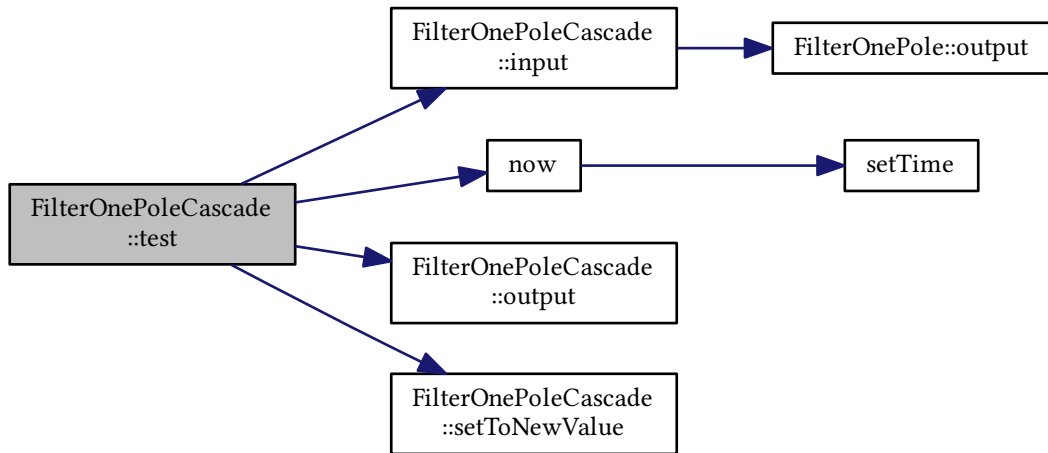 FilterOnePoleCascade
::test
FilterOnePoleCascade
::input
FilterOnePole::output
now
setTime
FilterOnePoleCascade
::output
FilterOnePoleCascade
::setToNewValue